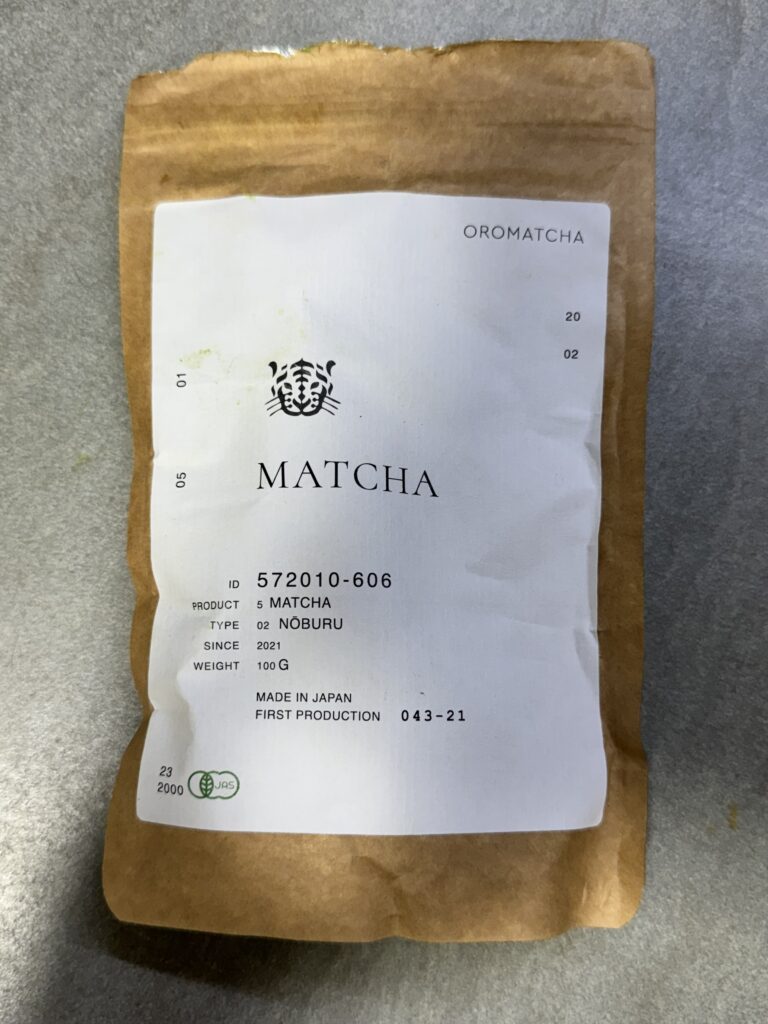 OROMATCHA
20
02
01
05
MATCHA
ID 572010-606
PRODUCT 5 MATCHA
TYPE 02 NŌBURU
SINCE 2021
WEIGHT 100 G
MADE IN JAPAN
FIRST PRODUCTION 043-21
23
2000 JAS